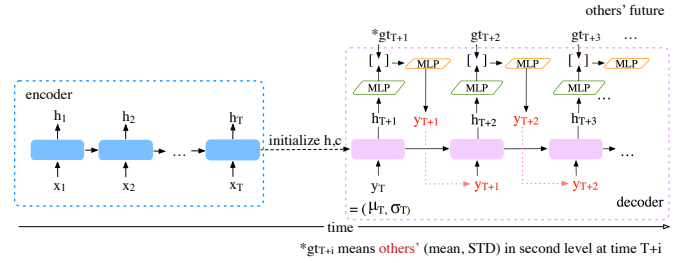 others' future
*gtT+1 gtT+2 gtT+3 ...
[ ] MLP [ ] MLP [ ] MLP
encoder
MLP MLP MLP ...
h1 h2 hT hT+1 yT+1 hT+2 yT+2 hT+3
initialize h,c
... ...
x1 x2 xT yT yT+1 yT+2
= (μT, σT) decoder
time
*gtT+i means others' (mean, STD) in second level at time T+i